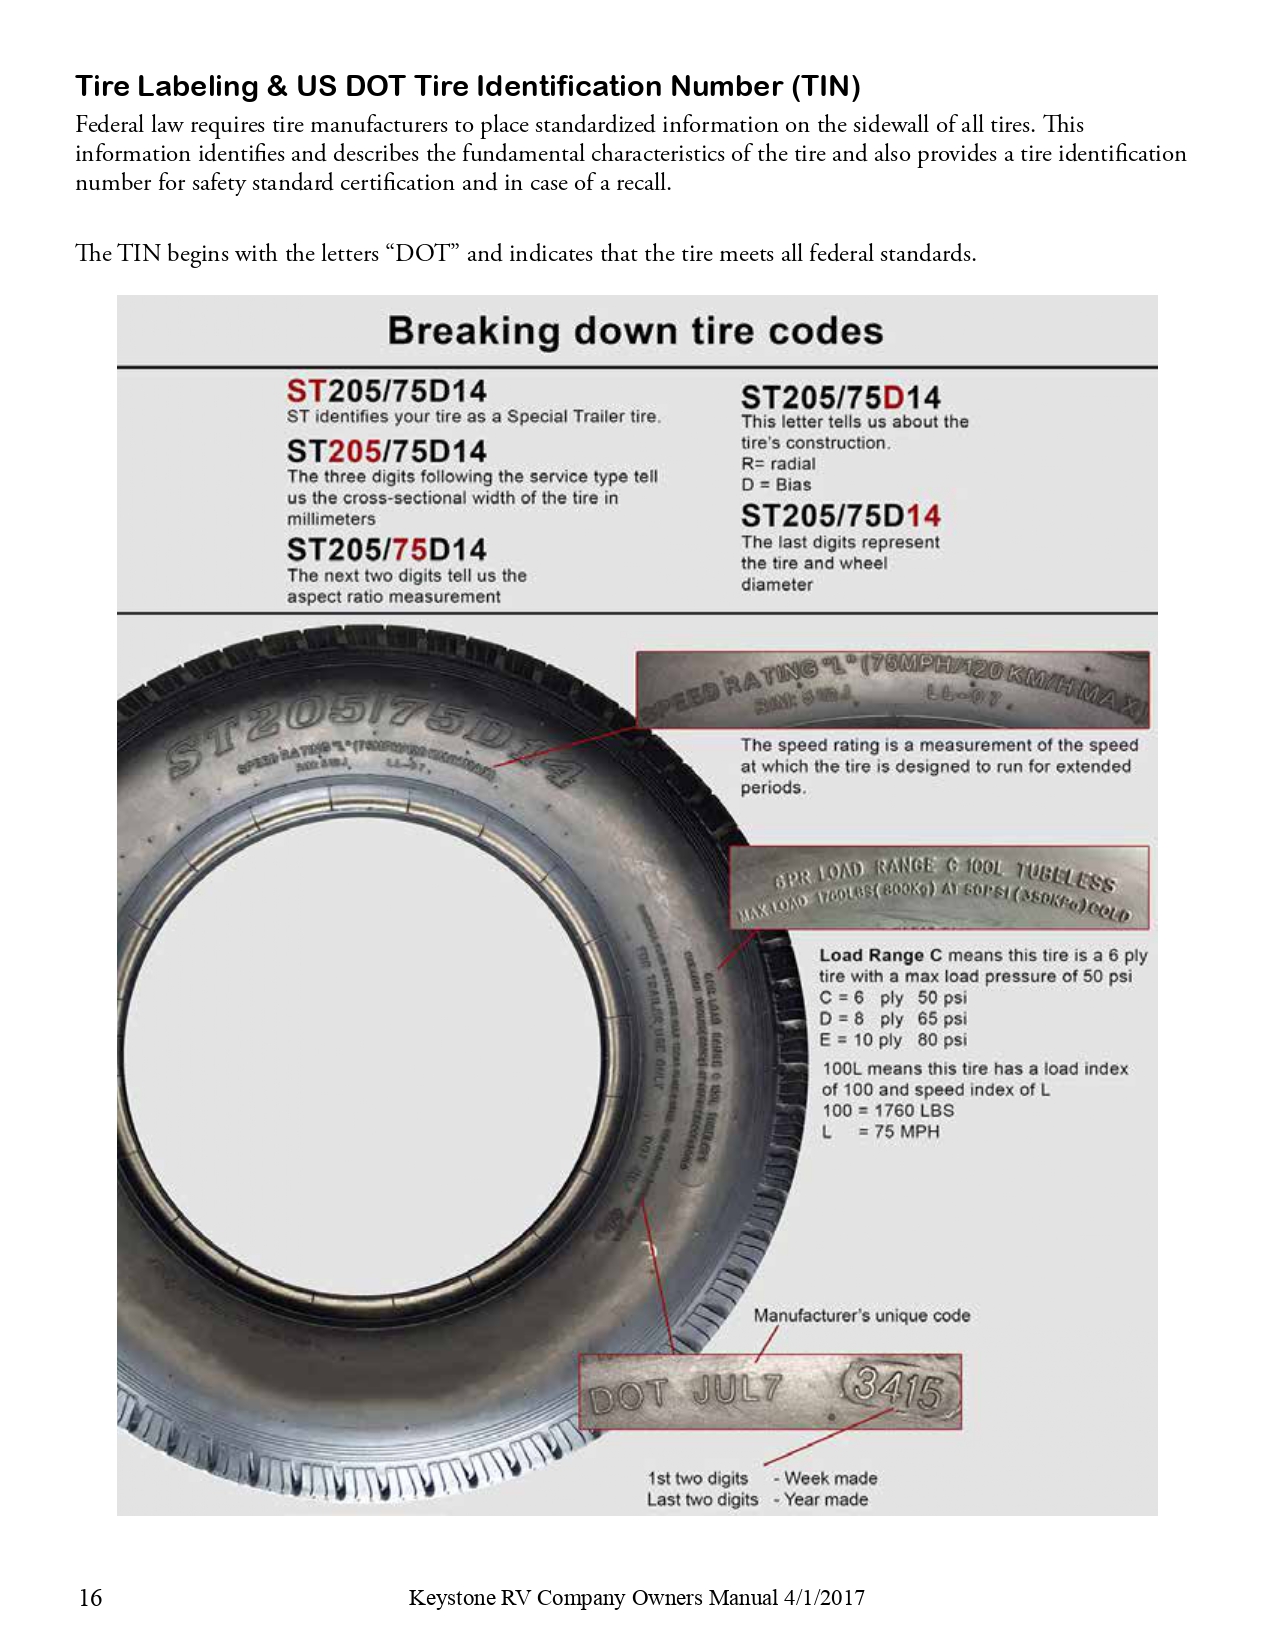 Tire Labeling & US DOT Tire Identification Number (TIN)
Federal law requires tire manufacturers to place standardized information on the sidewall of all tires. This
information identifies and describes the fundamental characteristics of the tire and also provides a tire identification
number for safety standard certification and in case of a recall.
The TIN begins with the letters “DOT” and indicates that the tire meets all federal standards.
Breaking down tire codes
ST205/75D14
ST identifies your tire as a Special Trailer tire.
ST205/75D14
The three digits following the service type tell
us the cross-sectional width of the tire in
millimeters
ST205/75D14
The next two digits tell us the
aspect ratio measurement
ST205/75D14
This letter tells us about the
tire's construction.
R= radial
D = Bias
ST205/75D14
The last digits represent
the tire and wheel
diameter
ST205/75D14
SPEED RATING "L" (75MPH/120KM/H MAX)
SPEED RATING "L" (75MPH/120 KM/H MAX)
RIM: 5 1/2J, LL-07.
The speed rating is a measurement of the speed
at which the tire is designed to run for extended
periods.
6PR LOAD RANGE C 100L TUBELESS
MAX LOAD 1760LBS(800Kg) AT 50PSI(350KPa)COLD
Load Range C means this tire is a 6 ply
tire with a max load pressure of 50 psi
C = 6 ply 50 psi
D = 8 ply 65 psi
E = 10 ply 80 psi
100L means this tire has a load index
of 100 and speed index of L
100 = 1760 LBS
L = 75 MPH
FOR TRAILER USE ONLY
Manufacturer's unique code
DOT JUL7 3415
1st two digits - Week made
Last two digits - Year made
16
Keystone RV Company Owners Manual 4/1/2017